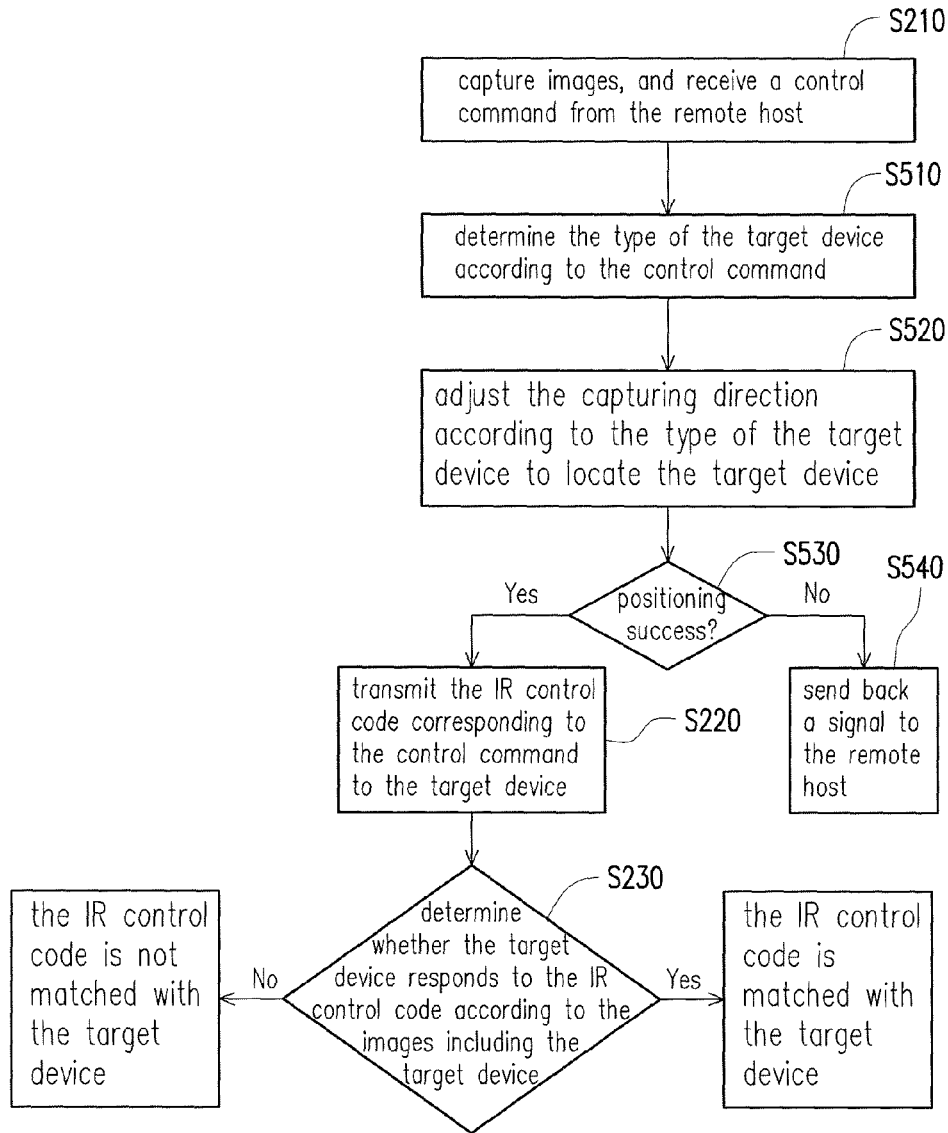 S210
capture images, and receive a control
command from the remote host
S510
determine the type of the target device
according to the control command
S520
adjust the capturing direction
according to the type of the target
device to locate the target device
S530
S540
Yes
positioning
success?
No
transmit the IR control
code corresponding to
the control command
to the target device
S220
send back
a signal to
the remote
host
S230
the IR control
code is not
matched with
the target
device
No
determine
whether the target
device responds to the IR
control code according to the
images including the
target device
Yes
the IR control
code is
matched with
the target
device